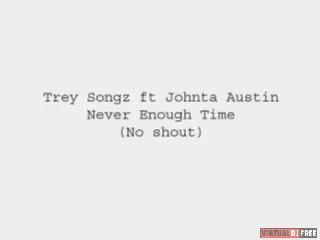 Trey Songz ft Johnta Austin
Never Enough Time
(No shout)
VIRTUAL DJ FREE